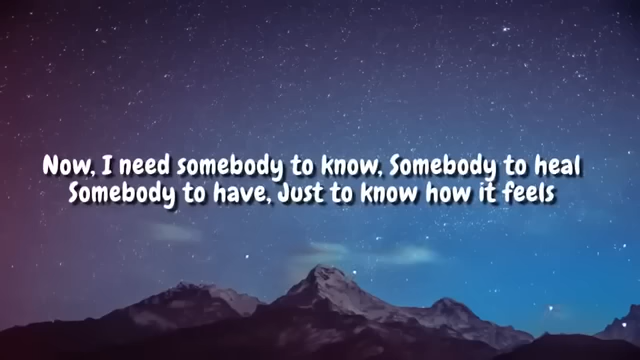 Now, I need somebody to know, Somebody to heal
Somebody to have, Just to know how it feels